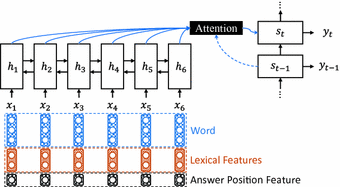 Attention
s_t
y_t
s_{t−1}
y_{t−1}
h_1 h_2 h_3 h_4 h_5 h_6
x_1 x_2 x_3 x_4 x_5 x_6
Word
Lexical Features
Answer Position Feature